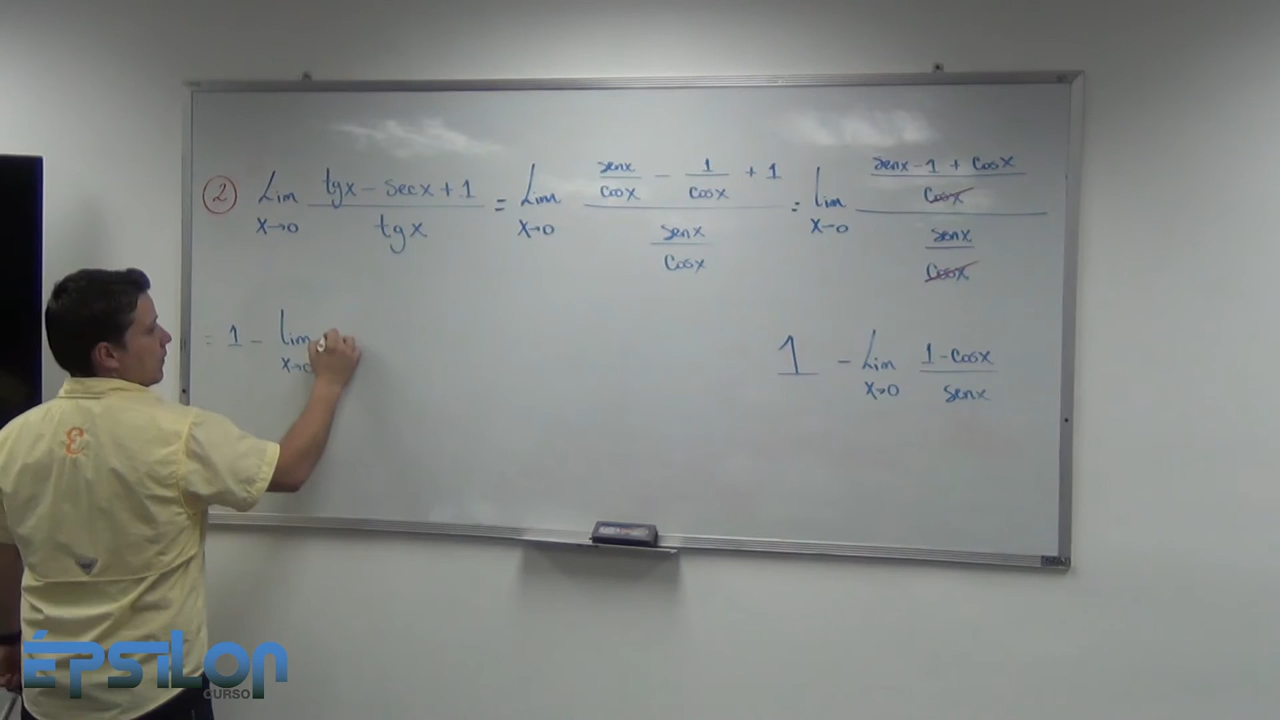 2 Lim x→0 (tgx - secx + 1)/(tgx) = Lim x→0 (senx/cosx - 1/cosx + 1)/(senx/cosx) = Lim x→0 ((senx - 1 + cosx)/cosx)/(senx/cosx)
= 1 - Lim x→0
1 - Lim x→0 (1 - cosx)/(senx)
ε
ÉPSILON
CURSO